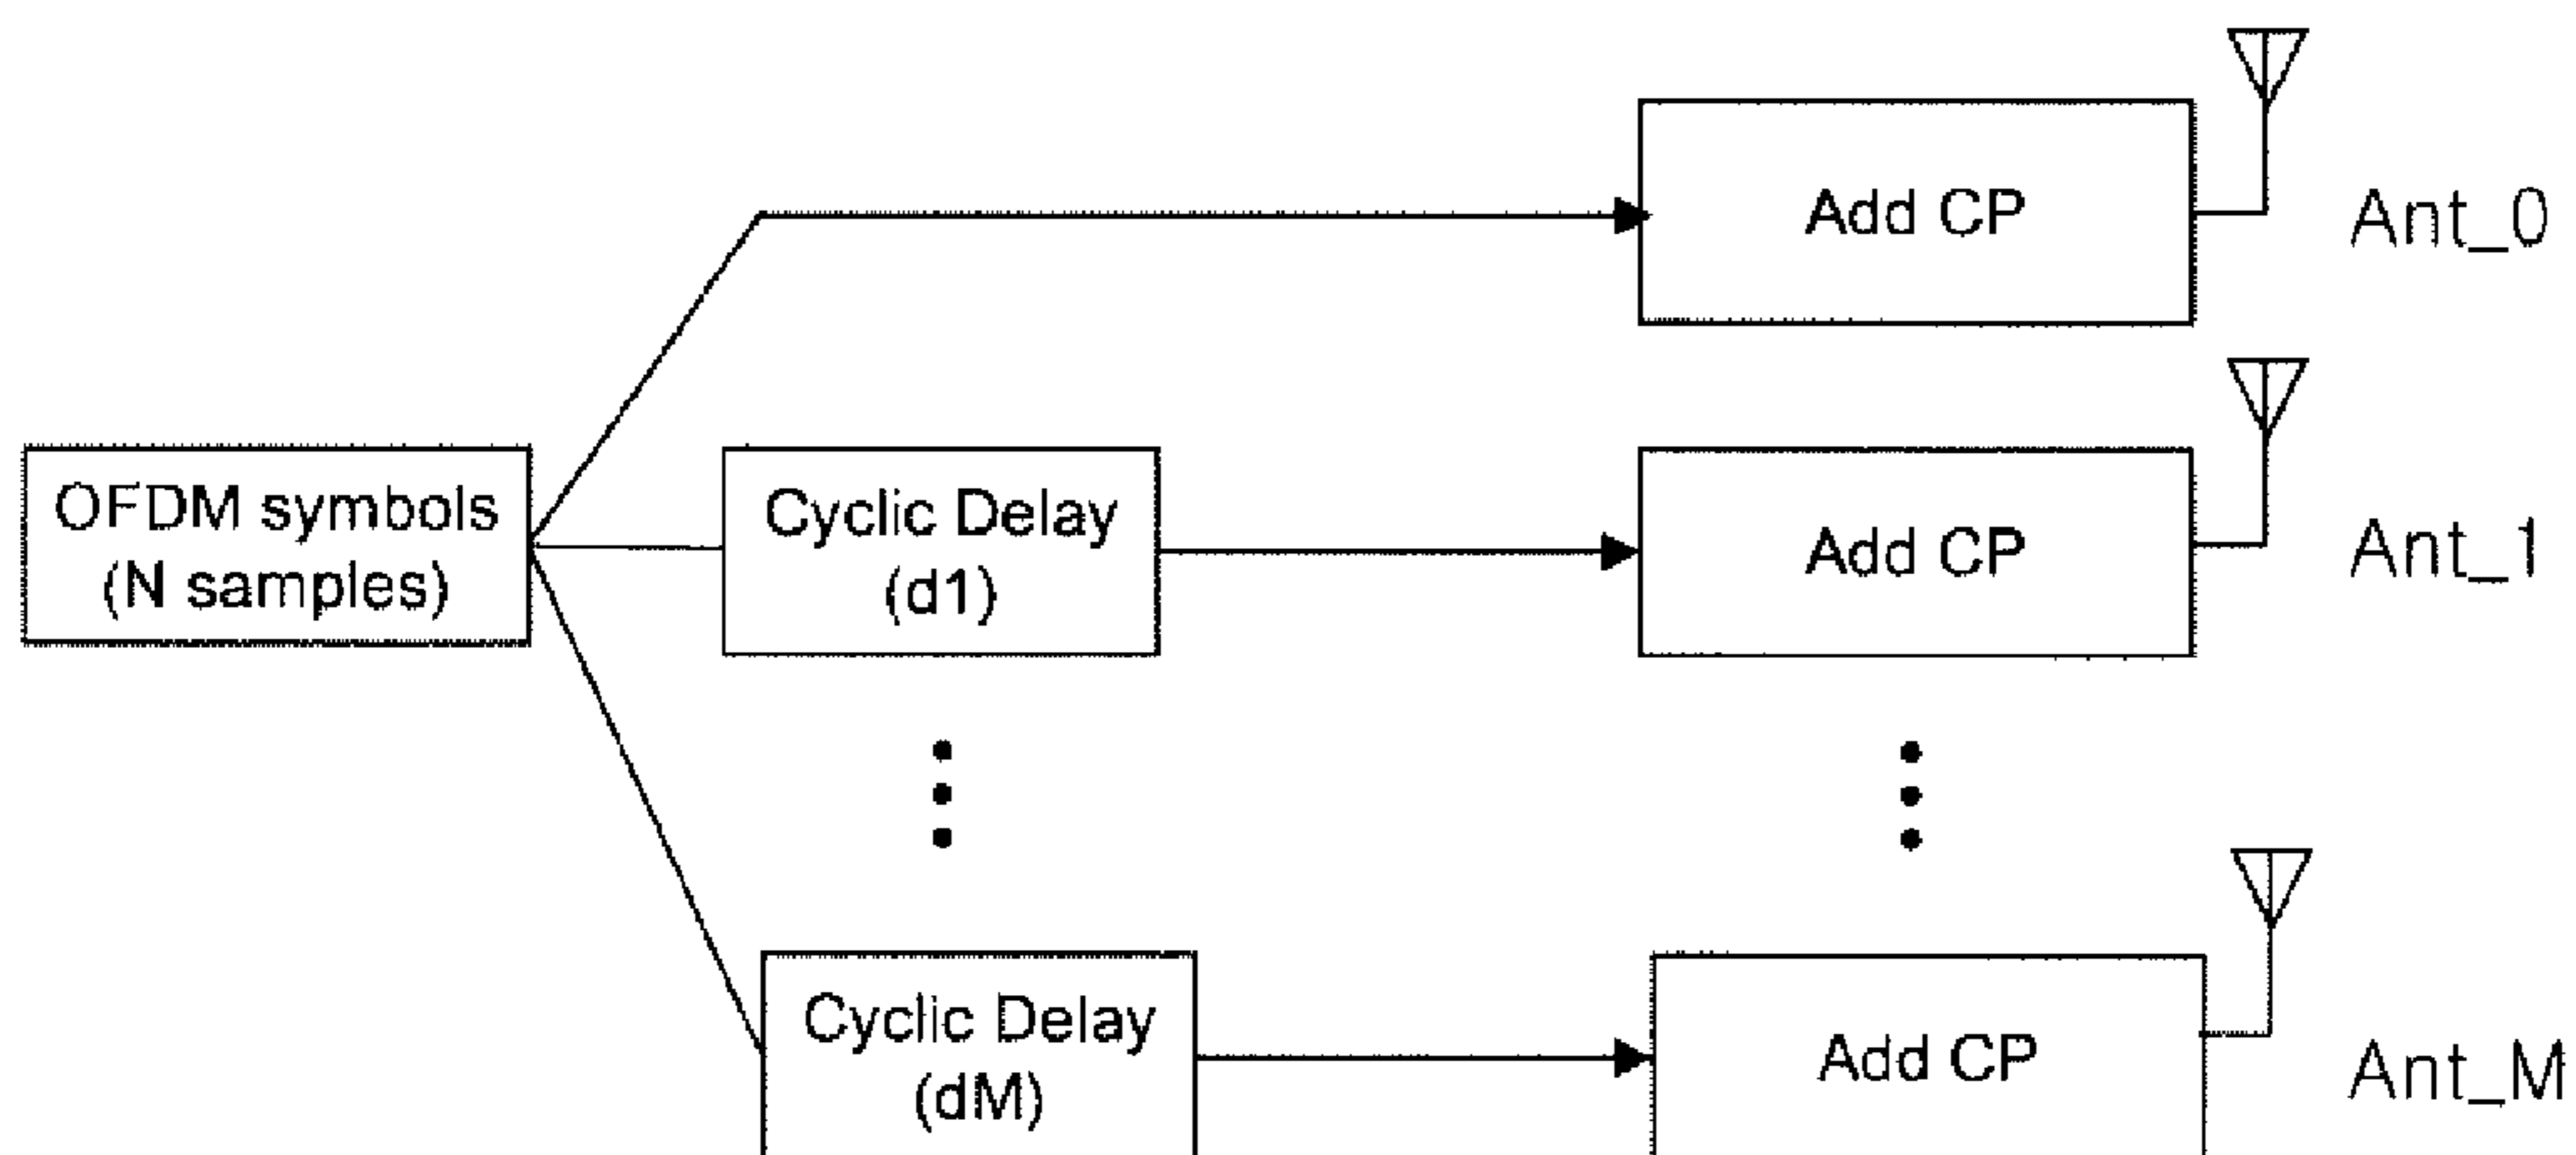 Add CP
Ant_0
OFDM symbols
(N samples)
Cyclic Delay
(d1)
Add CP
Ant_1
Cyclic Delay
(dM)
Add CP
Ant_M